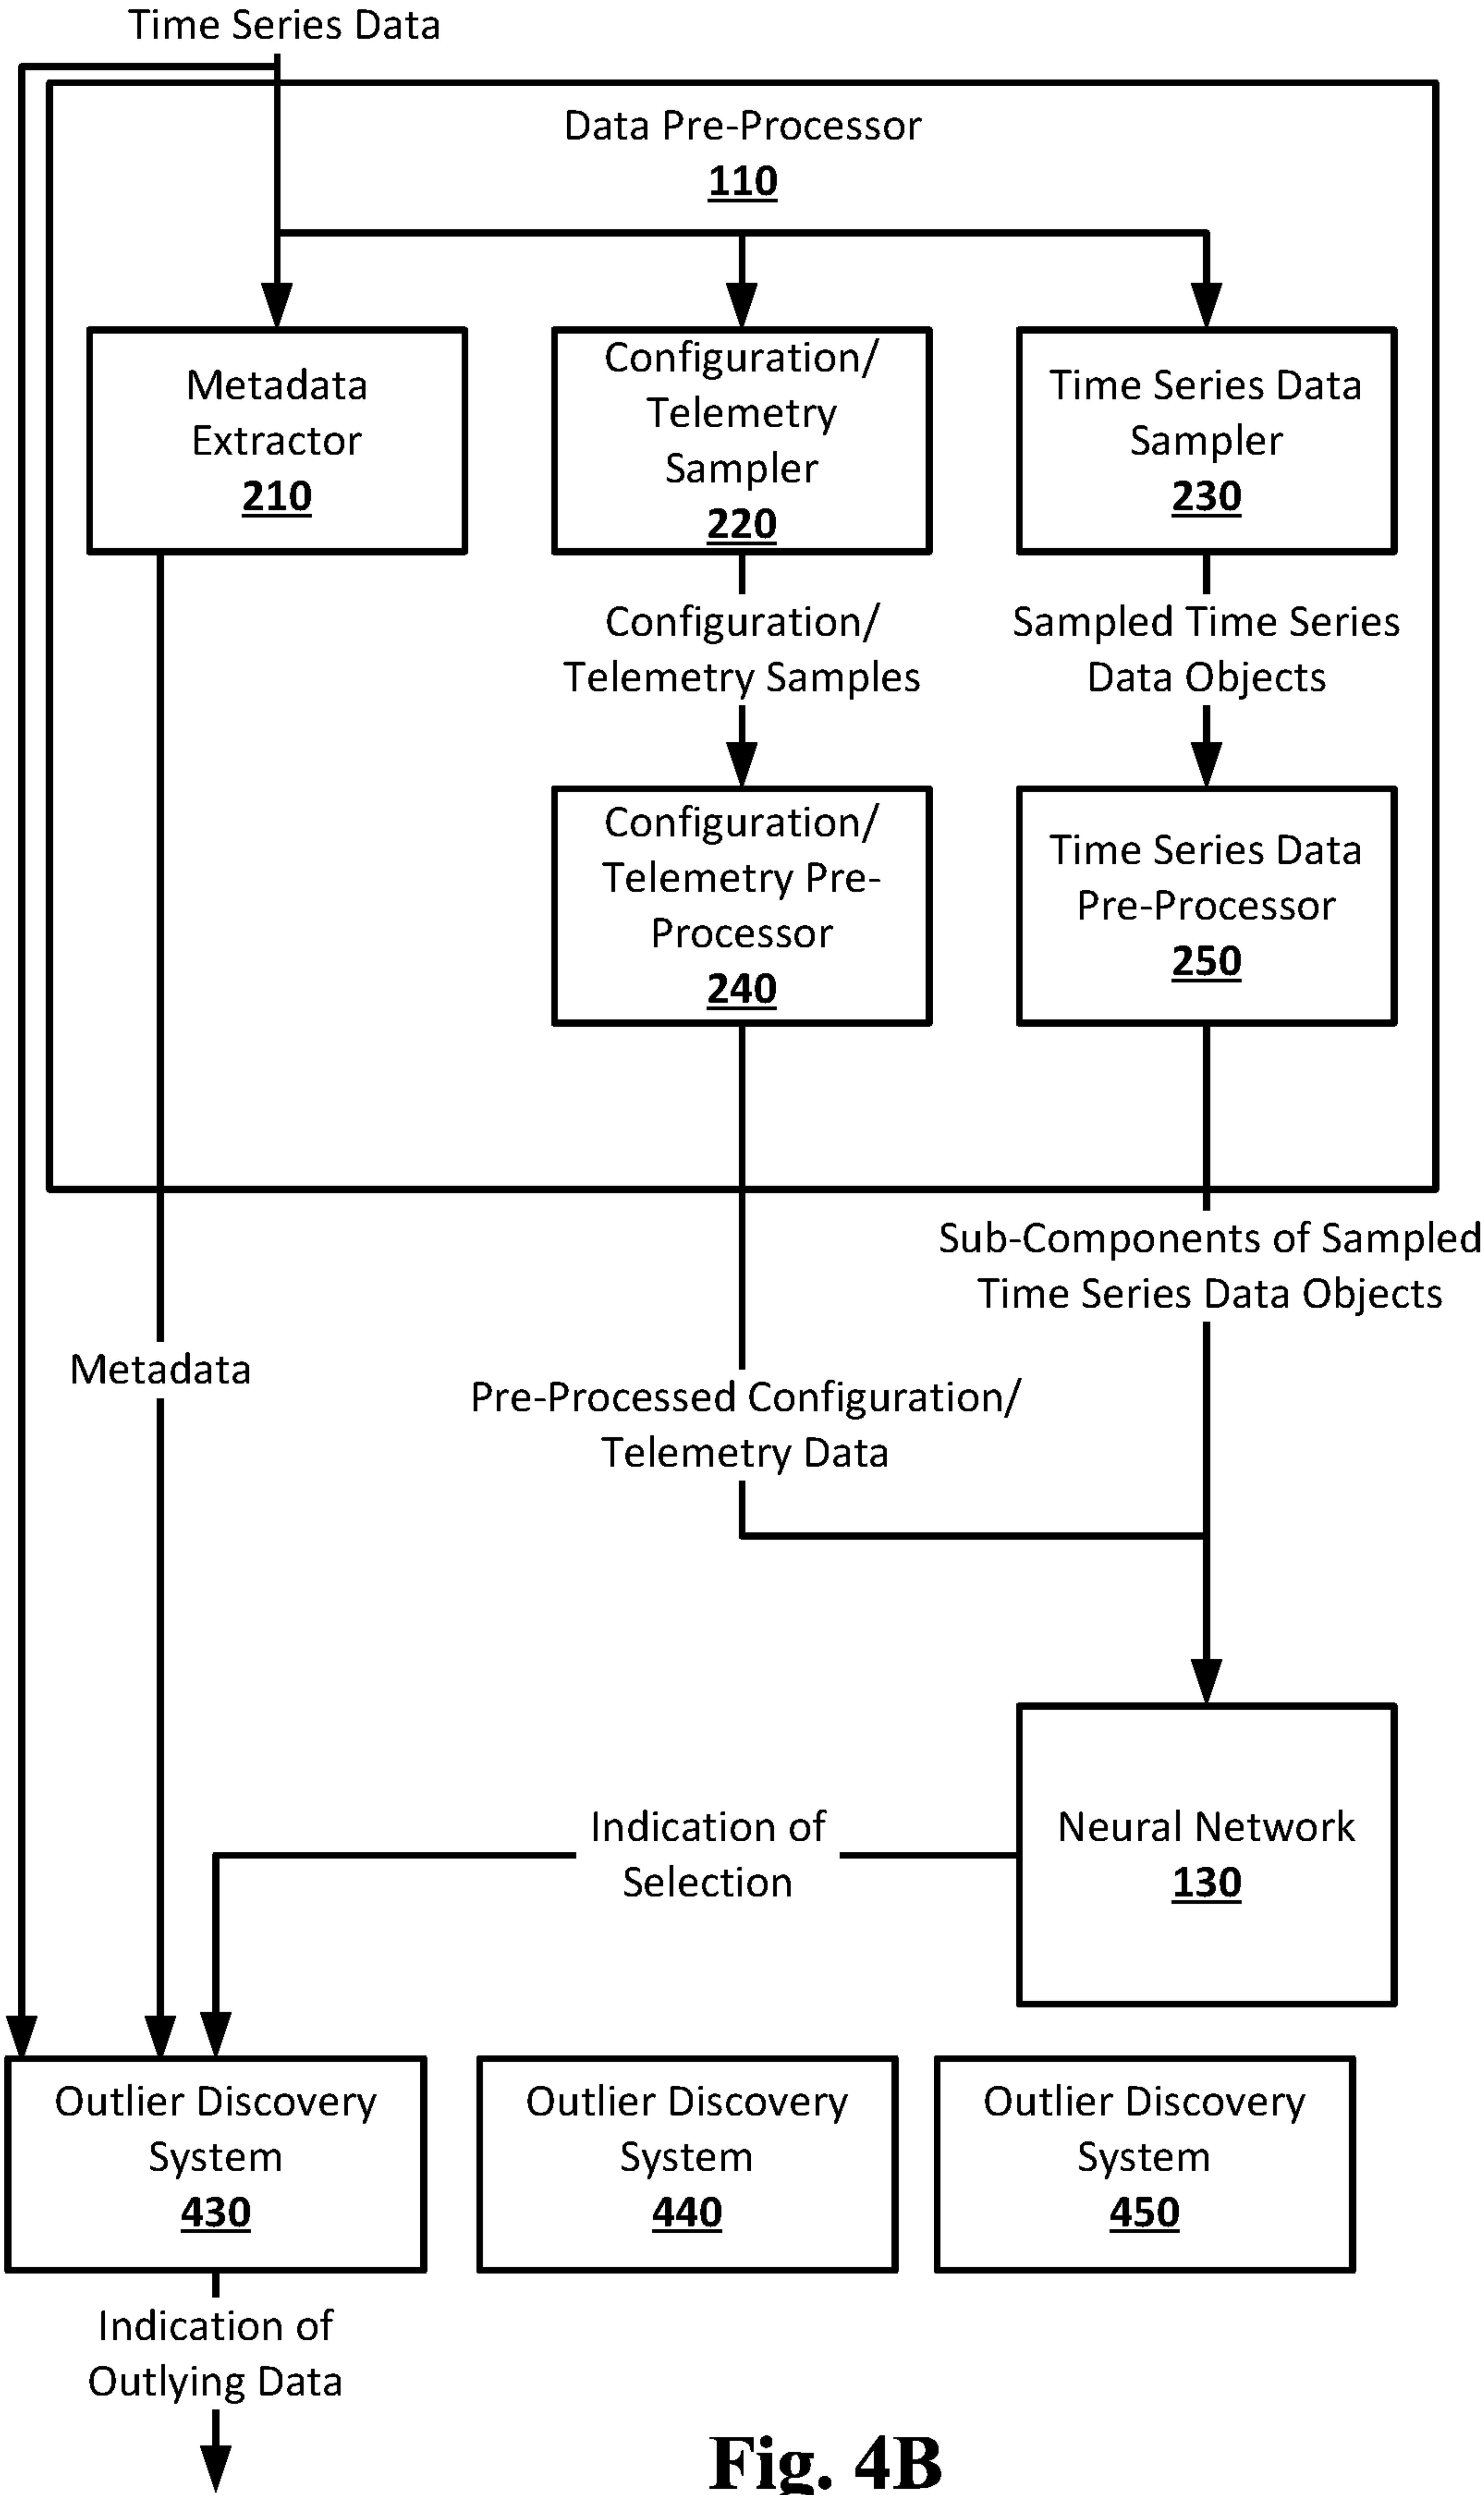 Time Series Data
Data Pre-Processor
110
Metadata
Extractor
210
Configuration/
Telemetry
Sampler
220
Time Series Data
Sampler
230
Configuration/
Telemetry Samples
Sampled Time Series
Data Objects
Configuration/
Telemetry Pre-
Processor
240
Time Series Data
Pre-Processor
250
Sub-Components of Sampled
Time Series Data Objects
Metadata
Pre-Processed Configuration/
Telemetry Data
Indication of
Selection
Neural Network
130
Outlier Discovery
System
430
Outlier Discovery
System
440
Outlier Discovery
System
450
Indication of
Outlying Data
Fig. 4B